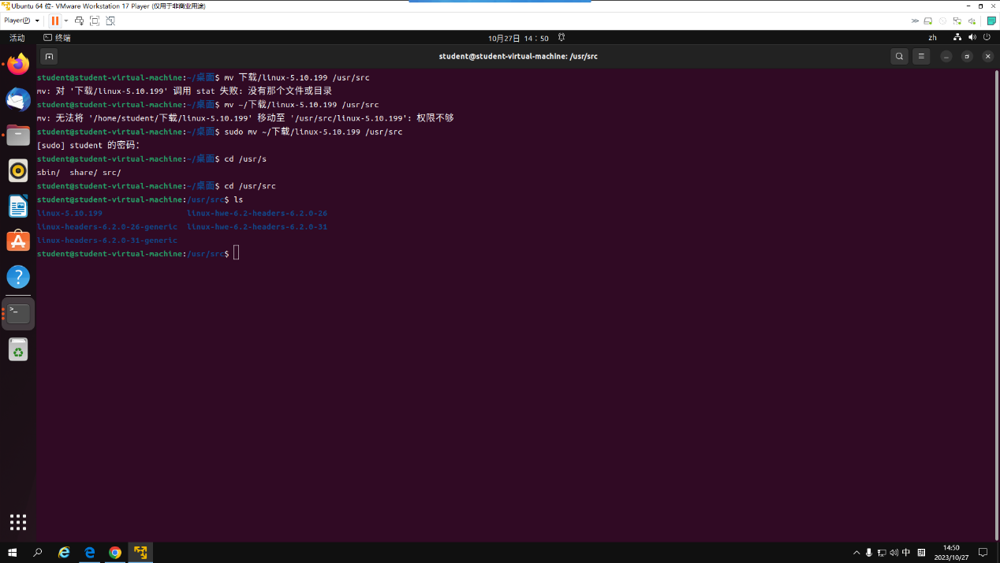 Ubuntu 64 位- VMware Workstation 17 Player (仅用于非商业用途)
Player(P)
活动 终端 10月27日 14：50 zh
student@student-virtual-machine: /usr/src
student@student-virtual-machine:~/桌面$ mv 下载/linux-5.10.199 /usr/src
mv: 对 '下载/linux-5.10.199' 调用 stat 失败: 没有那个文件或目录
student@student-virtual-machine:~/桌面$ mv ~/下载/linux-5.10.199 /usr/src
mv: 无法将 '/home/student/下载/linux-5.10.199' 移动至 '/usr/src/linux-5.10.199': 权限不够
student@student-virtual-machine:~/桌面$ sudo mv ~/下载/linux-5.10.199 /usr/src
[sudo] student 的密码：
student@student-virtual-machine:~/桌面$ cd /usr/s
sbin/ share/ src/
student@student-virtual-machine:~/桌面$ cd /usr/src
student@student-virtual-machine:/usr/src$ ls
linux-5.10.199 linux-hwe-6.2-headers-6.2.0-26
linux-headers-6.2.0-26-generic linux-hwe-6.2-headers-6.2.0-31
linux-headers-6.2.0-31-generic
student@student-virtual-machine:/usr/src$
中 14:50
2023/10/27